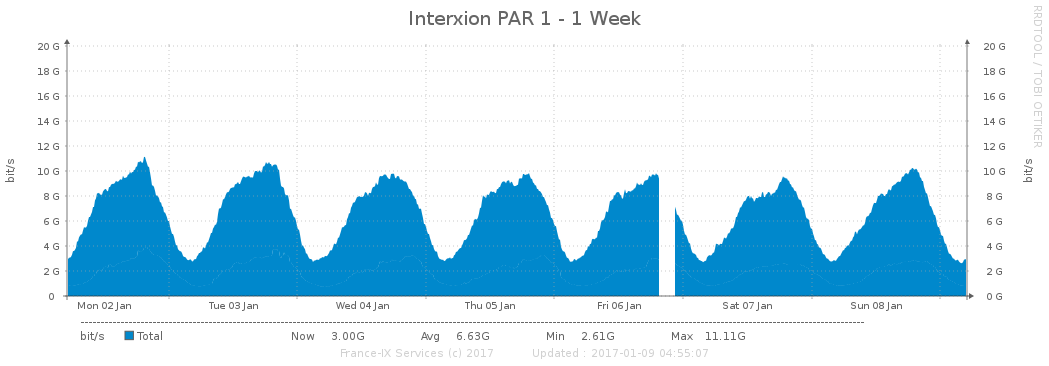 Interxion PAR 1 - 1 Week
RRDTOOL / TOBI OETIKER
20 G 20 G
18 G 18 G
16 G 16 G
14 G 14 G
12 G 12 G
10 G 10 G
8 G 8 G
6 G 6 G
4 G 4 G
2 G 2 G
0 0 G
bit/s
bit/s
Mon 02 Jan Tue 03 Jan Wed 04 Jan Thu 05 Jan Fri 06 Jan Sat 07 Jan Sun 08 Jan
bit/s Total Now 3.00G Avg 6.63G Min 2.61G Max 11.11G
France-IX Services (c) 2017 Updated : 2017-01-09 04:55:07